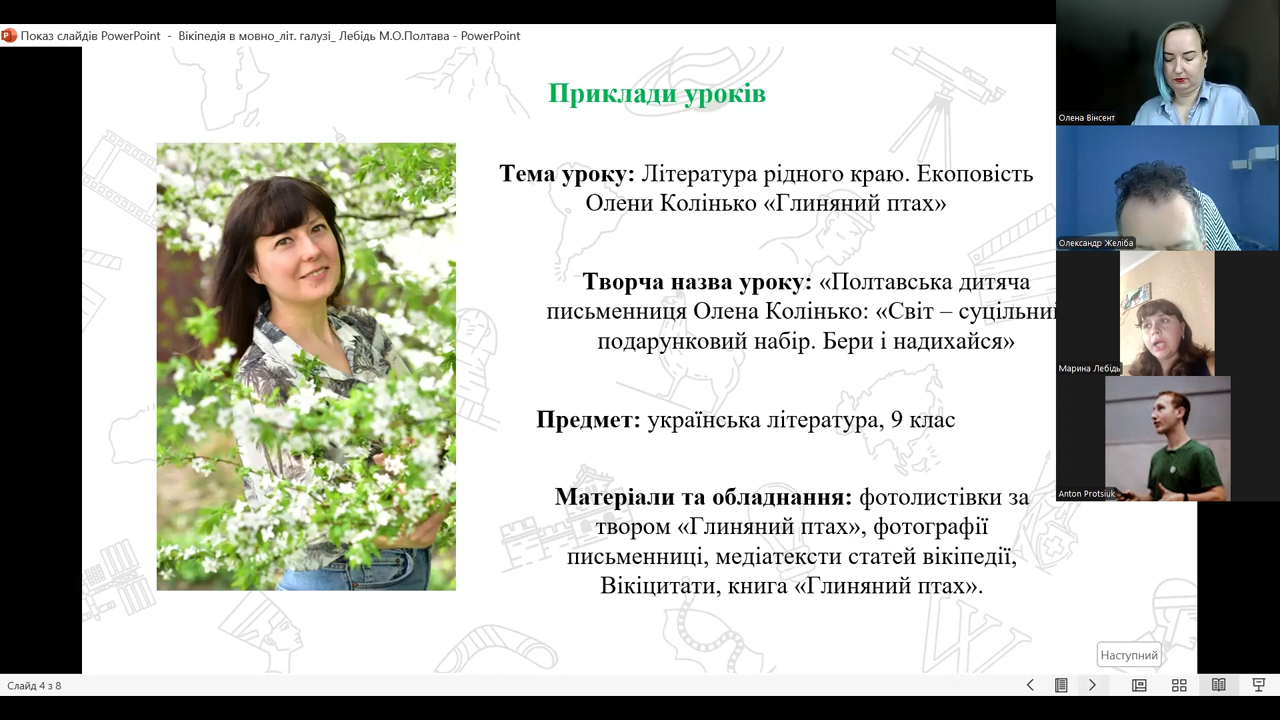 Показ слайдів PowerPoint - Вікіпедія в мовно_літ. галузі_ Лебідь М.О.Полтава - PowerPoint
Приклади уроків
Тема уроку: Література рідного краю. Екоповість
Олени Колінько «Глиняний птах»
Творча назва уроку: «Полтавська дитяча
письменниця Олена Колінько: «Світ – суцільний
подарунковий набір. Бери і надихайся»
Предмет: українська література, 9 клас
Матеріали та обладнання: фотолистівки за
твором «Глиняний птах», фотографії
письменниці, медіатексти статей вікіпедії,
Вікіцитати, книга «Глиняний птах».
Наступний
Слайд 4 з 8
Олена Вінсент
Олександр Желіба
Марина Лебідь
Anton Protsiuk